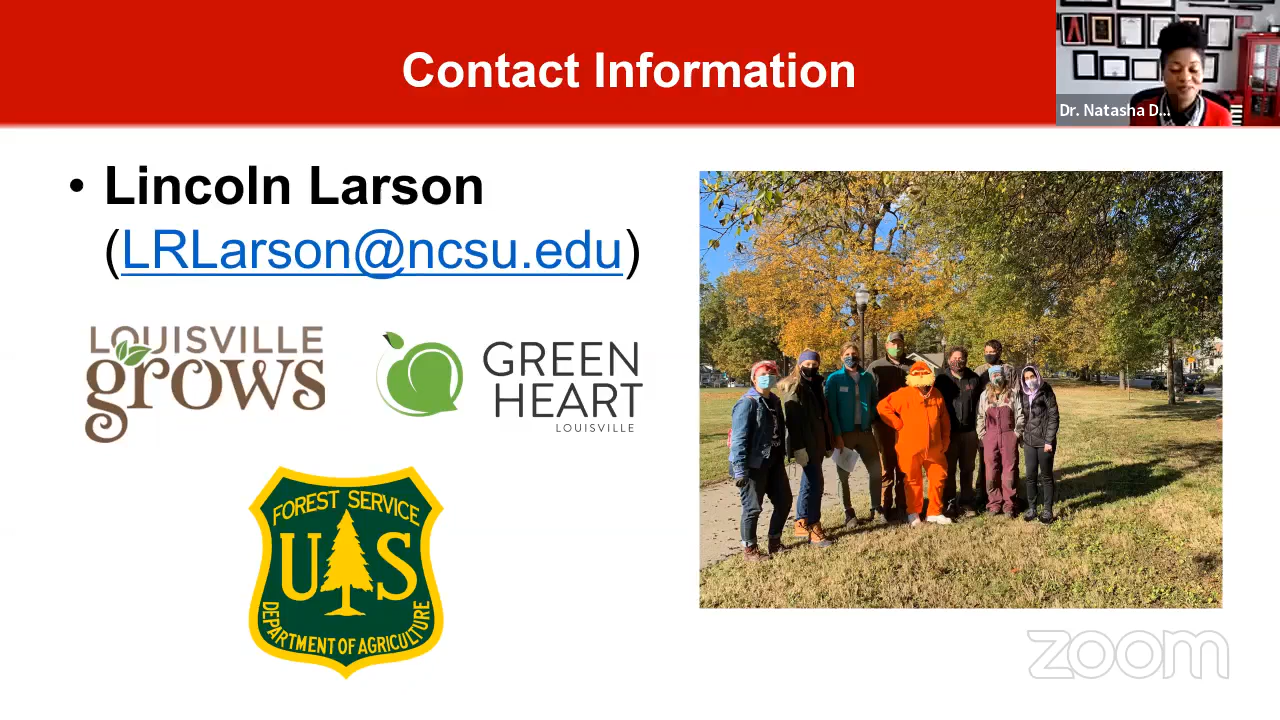 Contact Information
Dr. Natasha D...
• Lincoln Larson
(LRLarson@ncsu.edu)
LOUISVILLE
grows
GREEN
HEART
LOUISVILLE
FOREST SERVICE
U S
DEPARTMENT OF AGRICULTURE
zoom